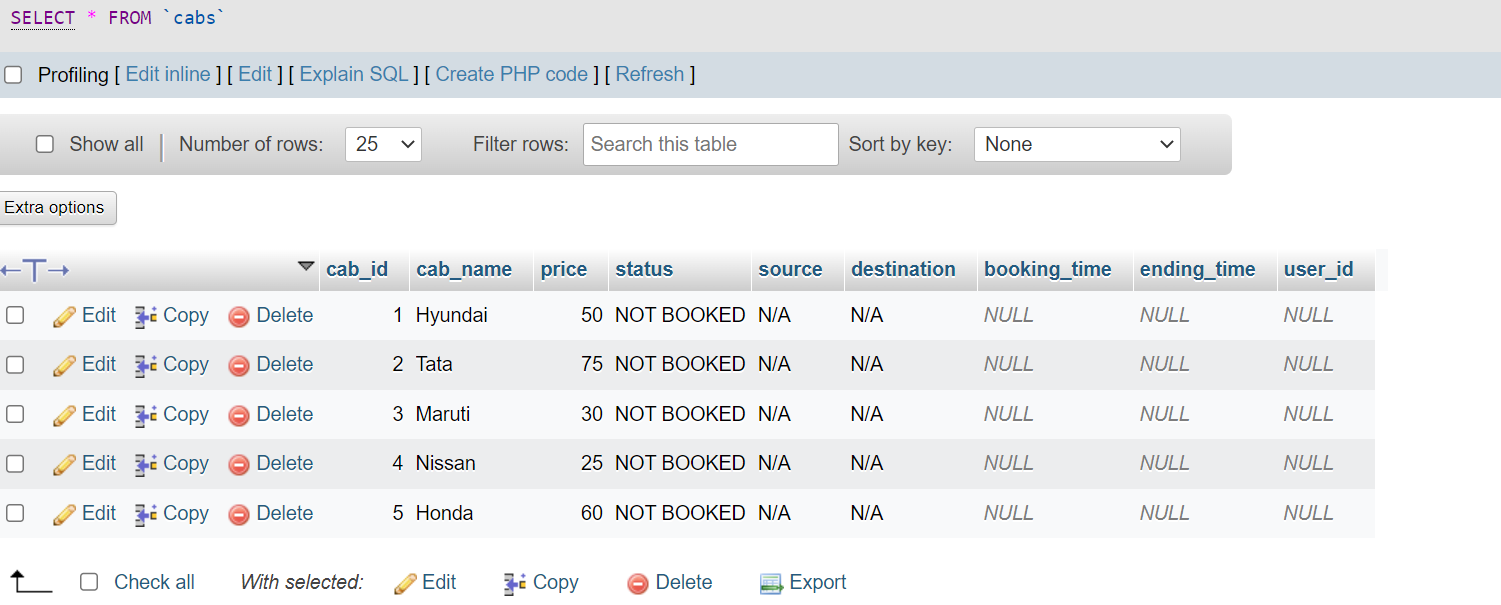 SELECT * FROM `cabs`
Profiling [ Edit inline ] [ Edit ] [ Explain SQL ] [ Create PHP code ] [ Refresh ]
Show all | Number of rows: 25 Filter rows: Search this table Sort by key: None
Extra options
←T→ cab_id cab_name price status source destination booking_time ending_time user_id
Edit Copy Delete 1 Hyundai 50 NOT BOOKED N/A N/A NULL NULL NULL
Edit Copy Delete 2 Tata 75 NOT BOOKED N/A N/A NULL NULL NULL
Edit Copy Delete 3 Maruti 30 NOT BOOKED N/A N/A NULL NULL NULL
Edit Copy Delete 4 Nissan 25 NOT BOOKED N/A N/A NULL NULL NULL
Edit Copy Delete 5 Honda 60 NOT BOOKED N/A N/A NULL NULL NULL
Check all With selected: Edit Copy Delete Export